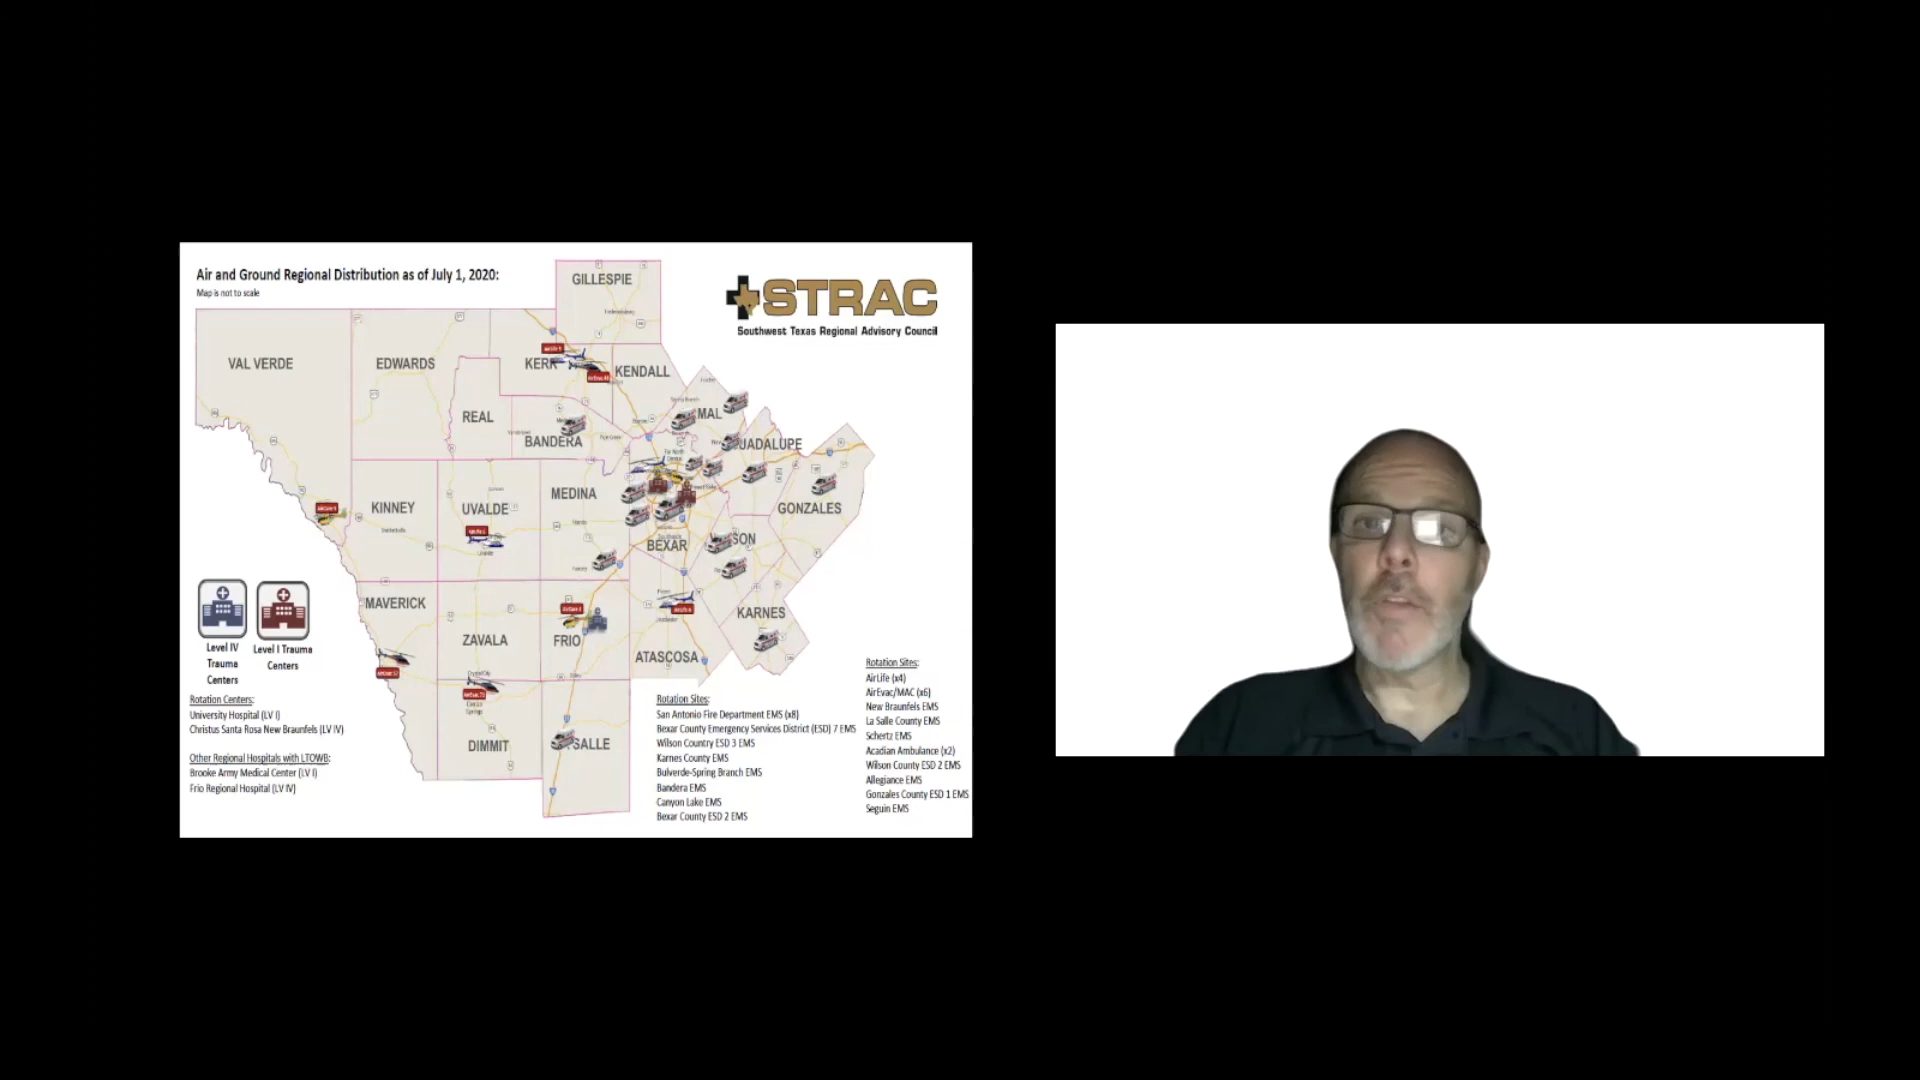 Air and Ground Regional Distribution as of July 1, 2020:
Map is not to scale
STRAC
Southwest Texas Regional Advisory Council
GILLESPIE
VAL VERDE
EDWARDS
KERR
KENDALL
REAL
MAL
BANDERA
UADALUPE
KINNEY
UVALDE
MEDINA
GONZALES
BEXAR
SON
MAVERICK
ZAVALA
FRIO
KARNES
ATASCOSA
DIMMIT
SALLE
Level IV
Trauma
Centers
Level I Trauma
Centers
Rotation Centers:
University Hospital (LV I)
Christus Santa Rosa New Braunfels (LV IV)
Other Regional Hospitals with LTOWB:
Brooke Army Medical Center (LV I)
Frio Regional Hospital (LV IV)
Rotation Sites:
San Antonio Fire Department EMS (x8)
Bexar County Emergency Services District (ESD) 7 EMS
Wilson Country ESD 3 EMS
Karnes County EMS
Bulverde-Spring Branch EMS
Bandera EMS
Canyon Lake EMS
Bexar County ESD 2 EMS
Rotation Sites:
AirLife (x4)
AirEvac/MAC (x6)
New Braunfels EMS
La Salle County EMS
Schertz EMS
Acadian Ambulance (x2)
Wilson County ESD 2 EMS
Allegiance EMS
Gonzales County ESD 1 EMS
Seguin EMS